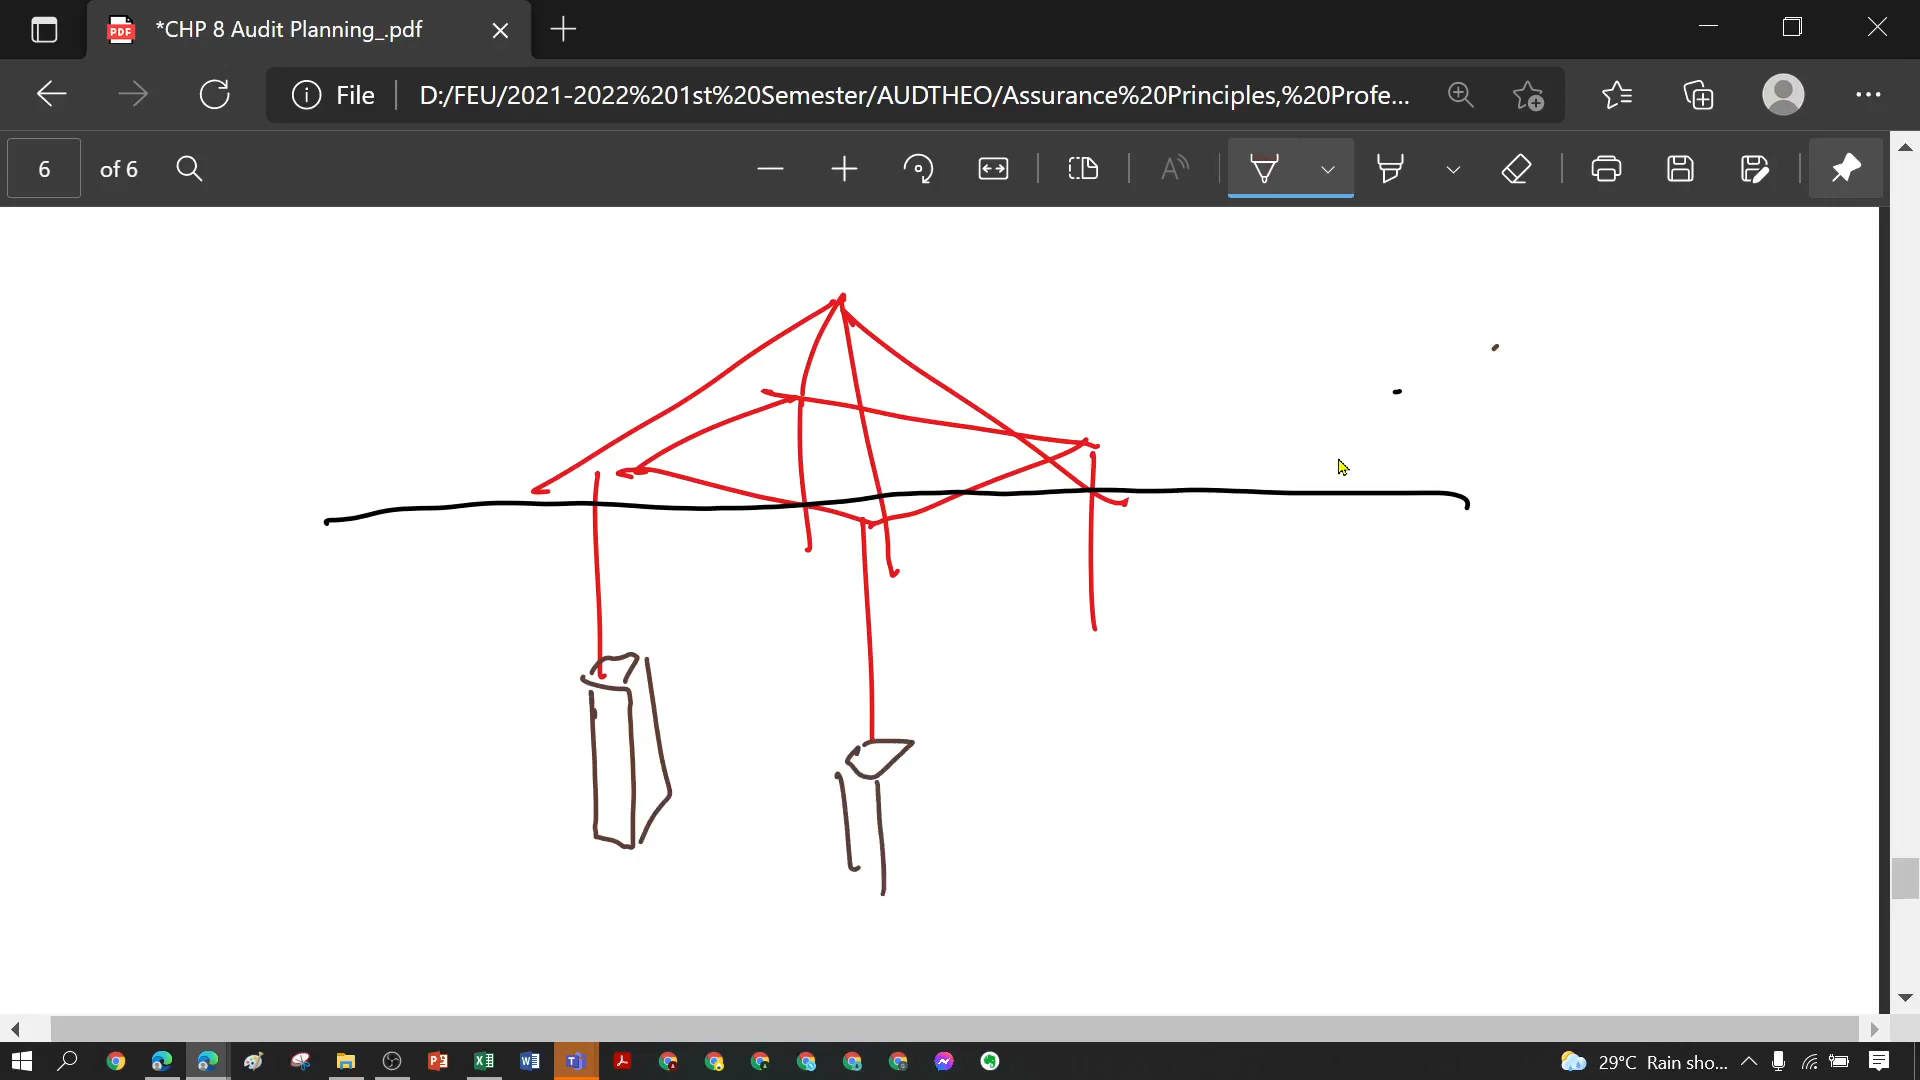 *CHP 8 Audit Planning_.pdf
File D:/FEU/2021-2022%201st%20Semester/AUDTHEO/Assurance%20Principles,%20Profe...
6 of 6
29°C Rain sho...